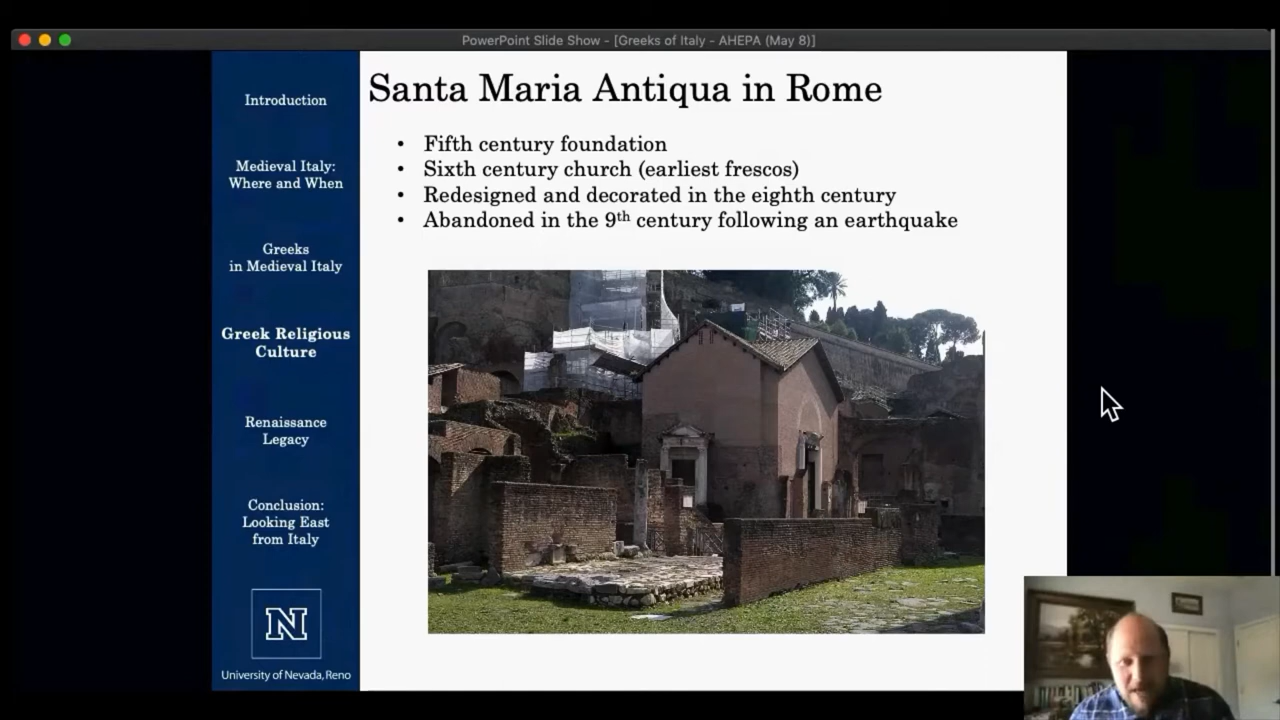 PowerPoint Slide Show - [Greeks of Italy - AHEPA (May 8)]
Introduction
Medieval Italy:
Where and When
Greeks
in Medieval Italy
Greek Religious
Culture
Renaissance
Legacy
Conclusion:
Looking East
from Italy
N
University of Nevada, Reno
Santa Maria Antiqua in Rome
• Fifth century foundation
• Sixth century church (earliest frescos)
• Redesigned and decorated in the eighth century
• Abandoned in the 9th century following an earthquake